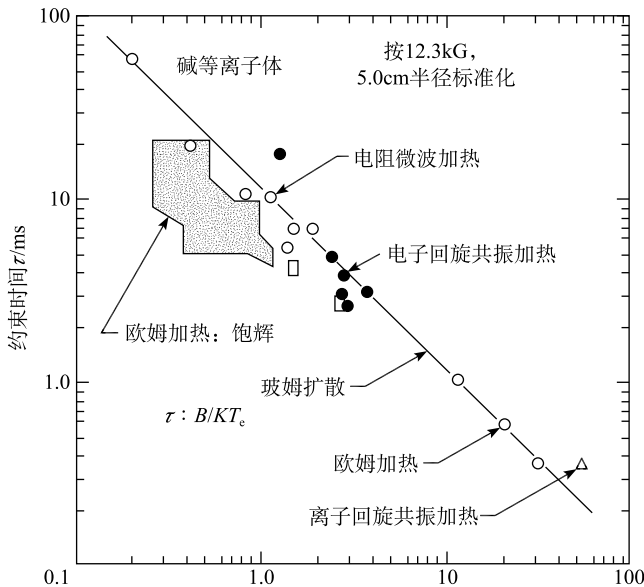 100
碱等离子体
按12.3kG，
5.0cm半径标准化
电阻微波加热
10
电子回旋共振加热
约束时间τ/ms
欧姆加热：饱辉
1.0
玻姆扩散
τ：B/KTe
欧姆加热
离子回旋共振加热
0.1
1.0
10
100